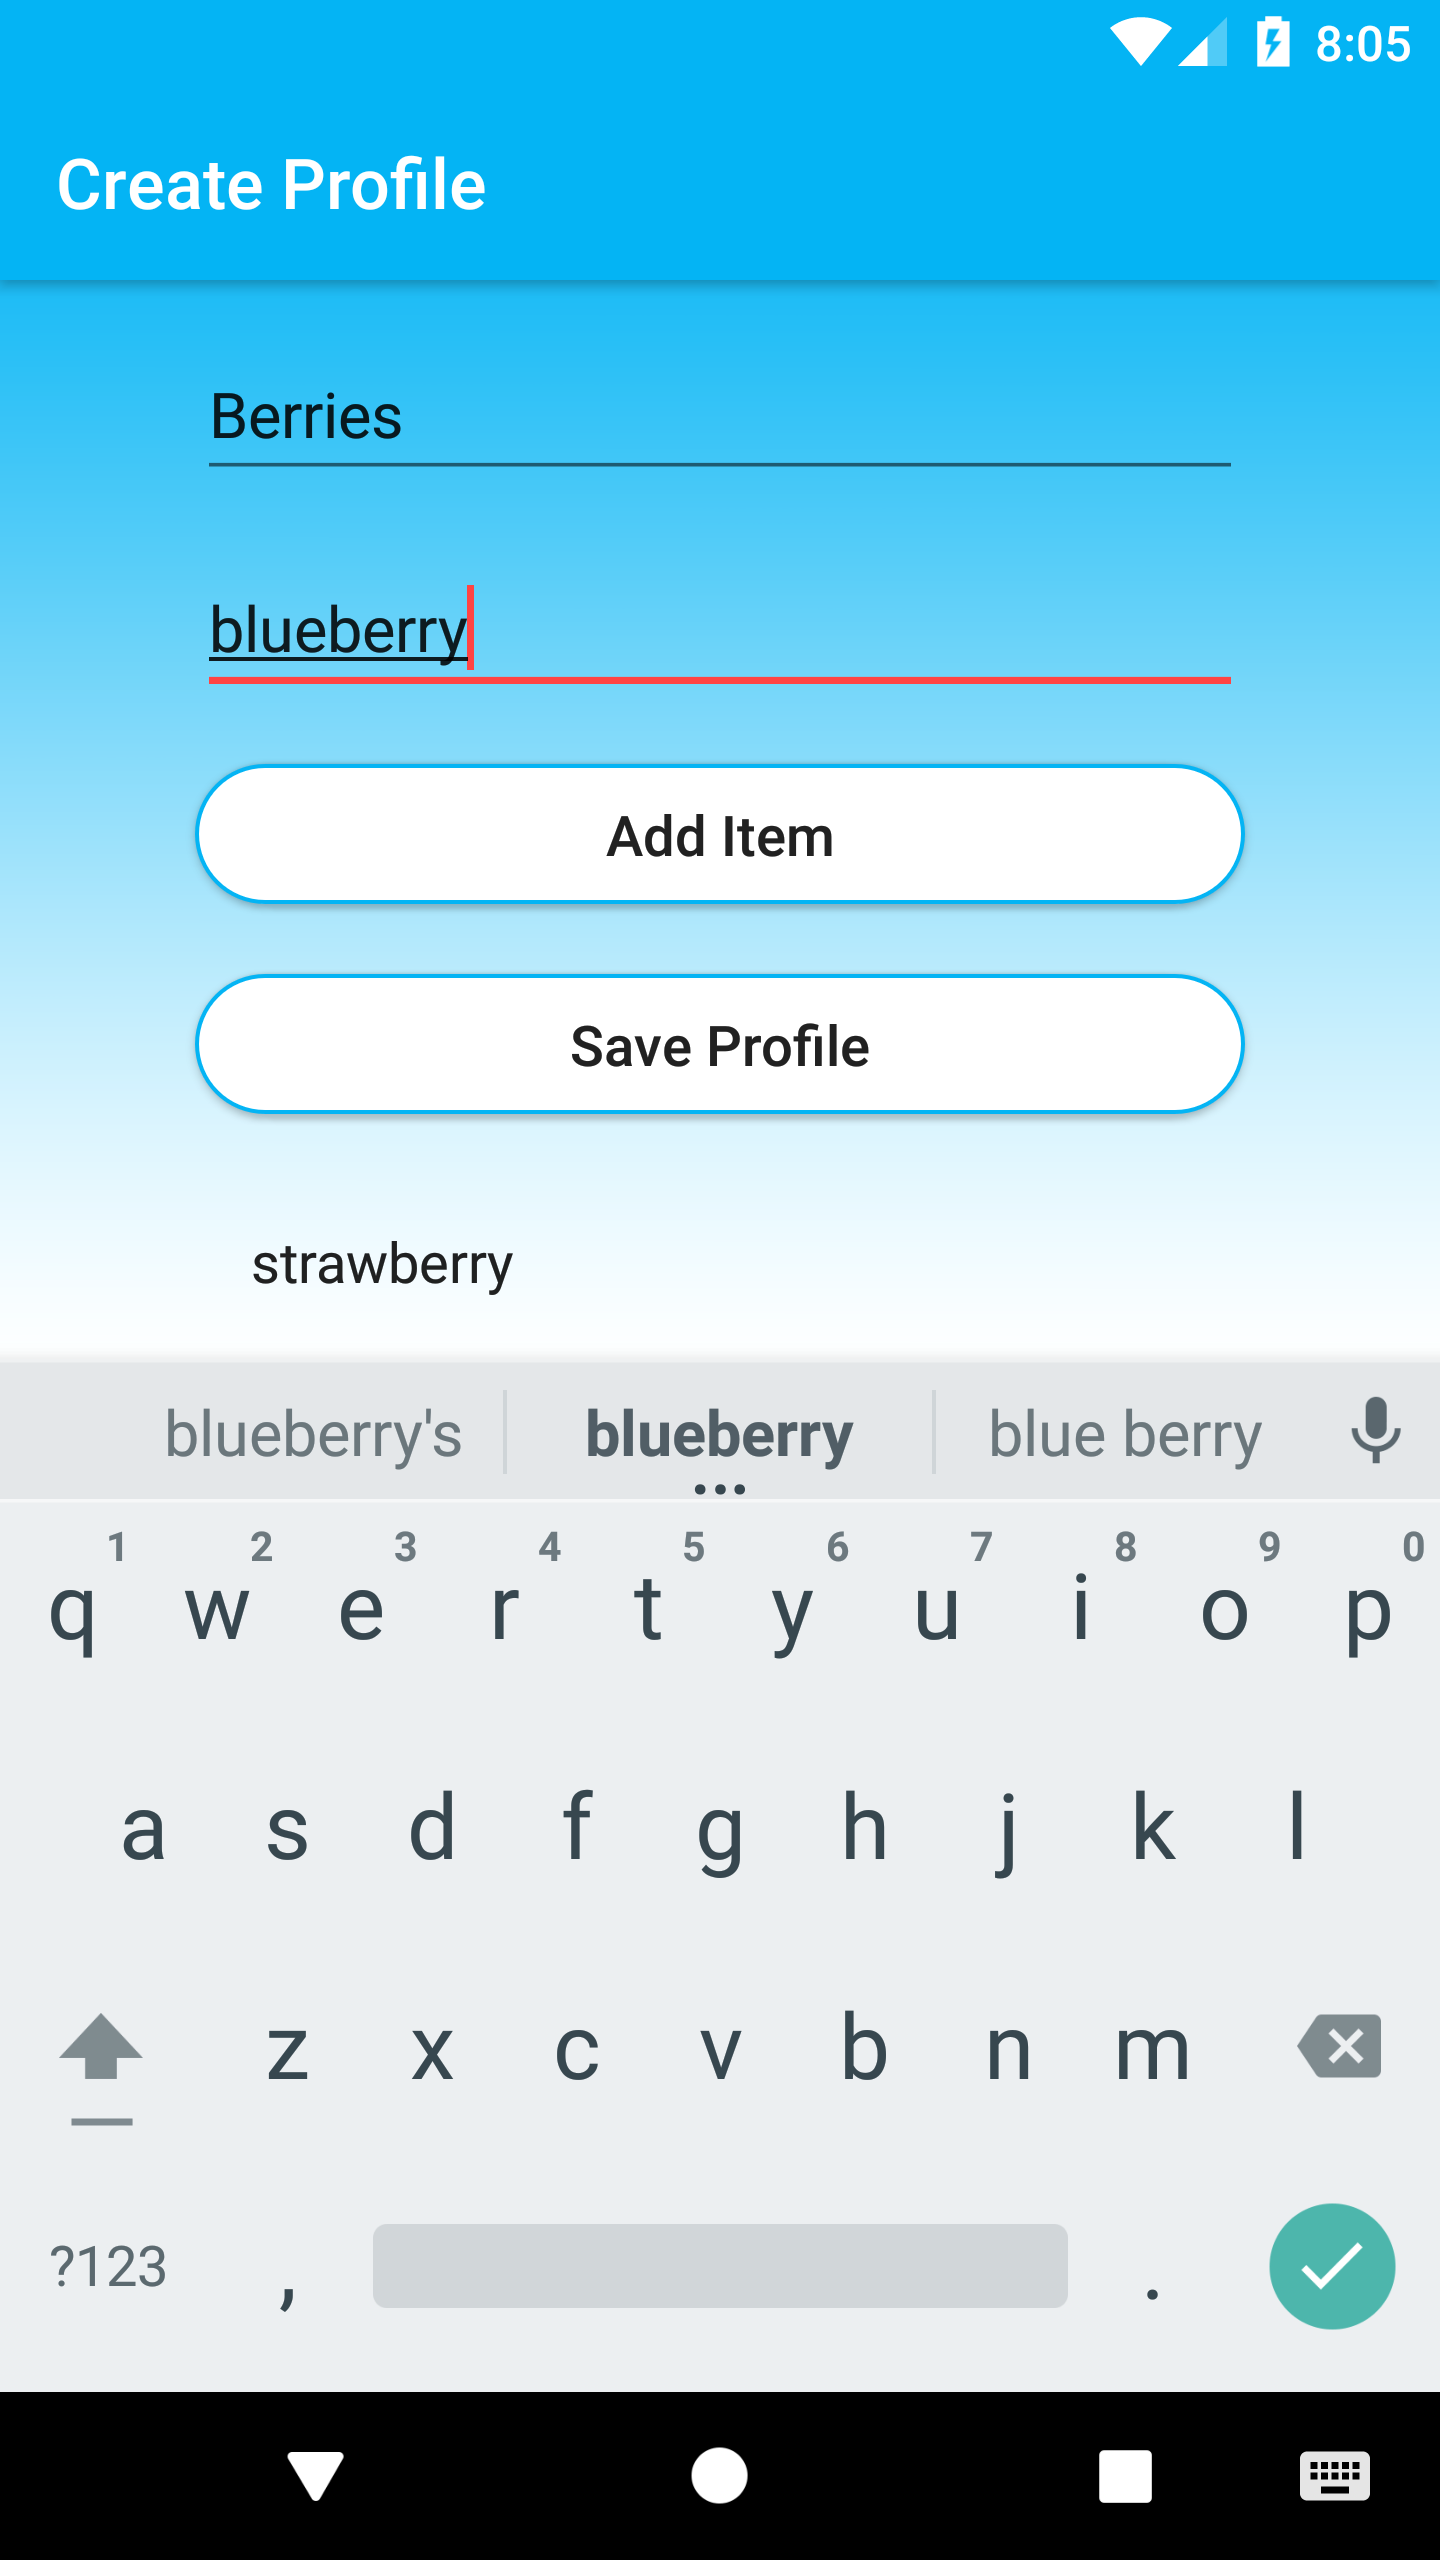 8:05
Create Profile
Berries
blueberry
Add Item
Save Profile
strawberry
blueberry's blueberry blue berry
1 2 3 4 5 6 7 8 9 0
q w e r t y u i o p
a s d f g h j k l
z x c v b n m
?123 , .